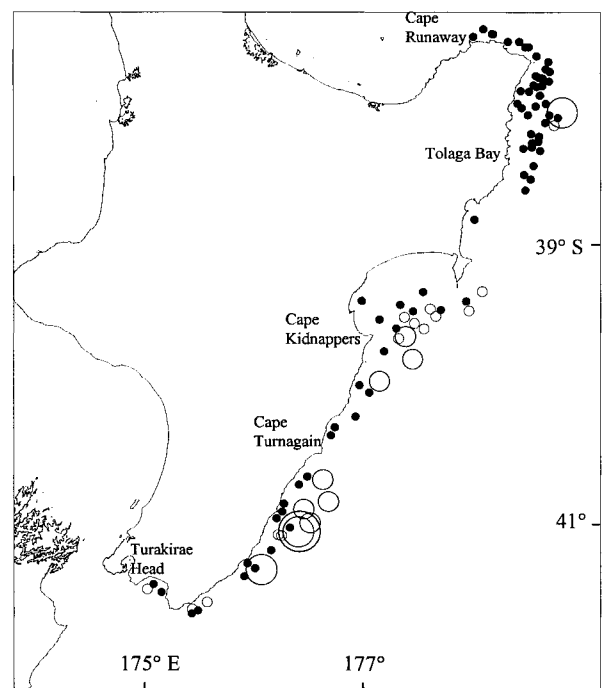 Cape
Runaway
Tolaga Bay
39° S
Cape
Kidnappers
Cape
Turnagain
41°
Turakirae
Head
175° E
177°